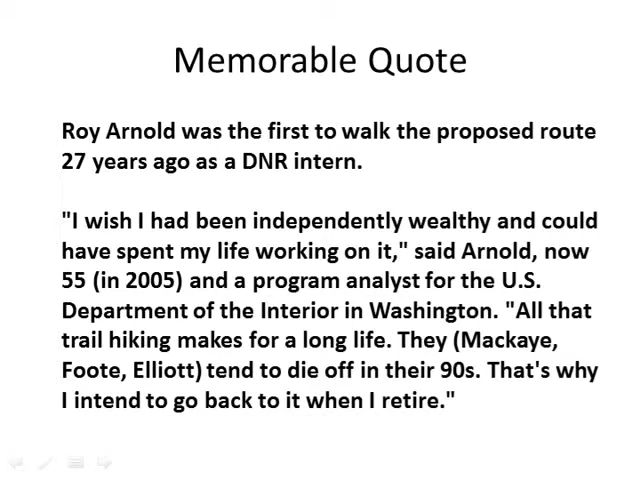 Memorable Quote
Roy Arnold was the first to walk the proposed route
27 years ago as a DNR intern.
"I wish I had been independently wealthy and could
have spent my life working on it," said Arnold, now
55 (in 2005) and a program analyst for the U.S.
Department of the Interior in Washington. "All that
trail hiking makes for a long life. They (Mackaye,
Foote, Elliott) tend to die off in their 90s. That's why
I intend to go back to it when I retire."